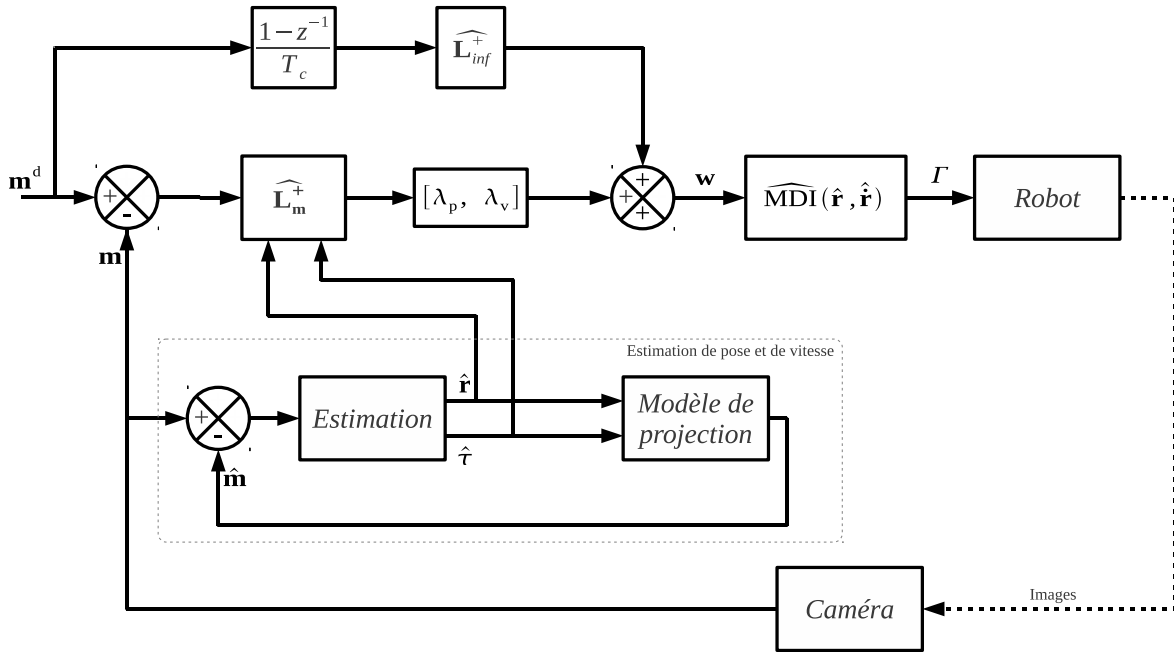 1 − z⁻¹
T_c
L̂⁺_inf
m^d
+
-
L̂⁺_m
[λ_p, λ_v]
+
+
+
w
M̂DI(r̂, ṙ̂)
Γ
Robot
m
Estimation de pose et de vitesse
+
-
Estimation
r̂
τ̂
Modèle de
projection
m̂
Caméra
Images